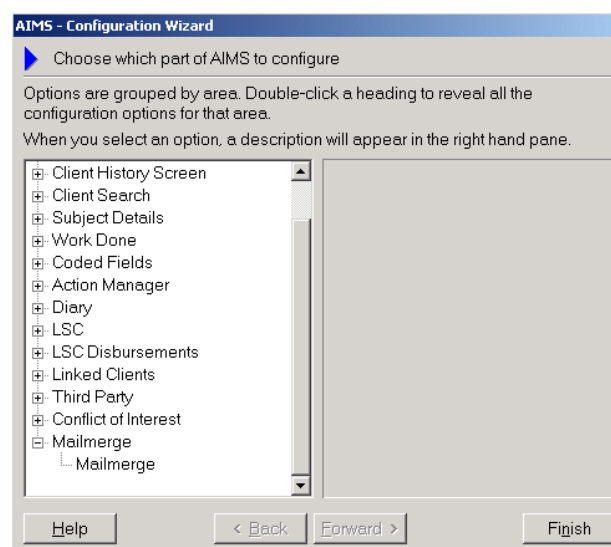 AIMS - Configuration Wizard
Choose which part of AIMS to configure
Options are grouped by area. Double-click a heading to reveal all the
configuration options for that area.
When you select an option, a description will appear in the right hand pane.
Client History Screen
Client Search
Subject Details
Work Done
Coded Fields
Action Manager
Diary
LSC
LSC Disbursements
Linked Clients
Third Party
Conflict of Interest
Mailmerge
Mailmerge
Help < Back Forward > Finish